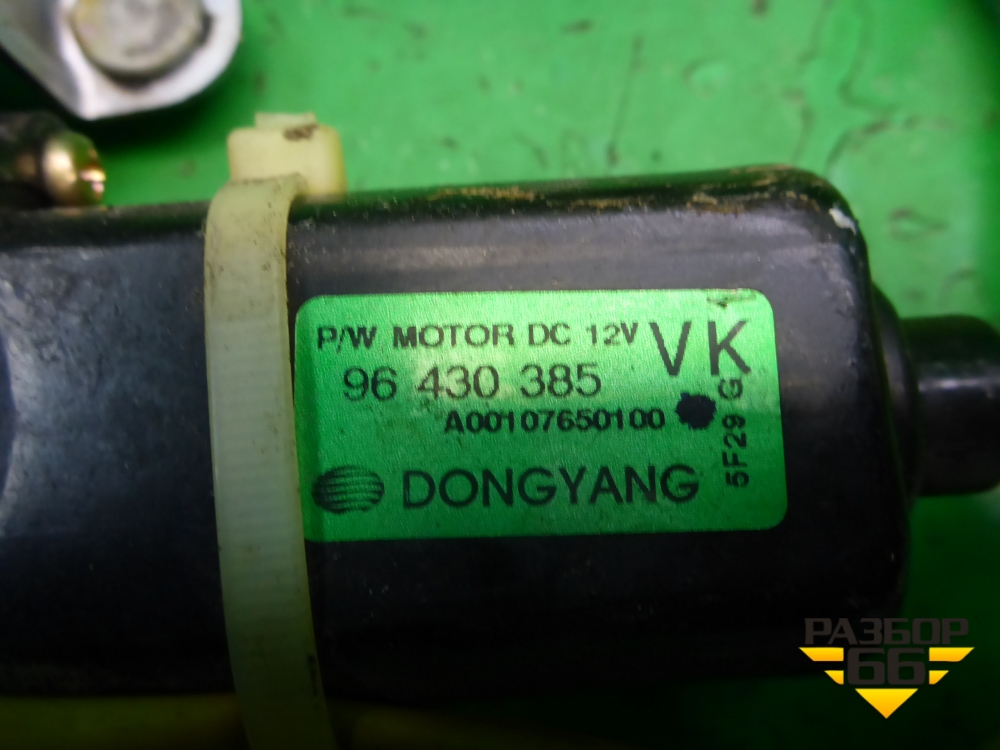 P/W MOTOR DC 12V VK
96 430 385
A00107650100
5F29 G
DONGYANG
РАЗБОР
66